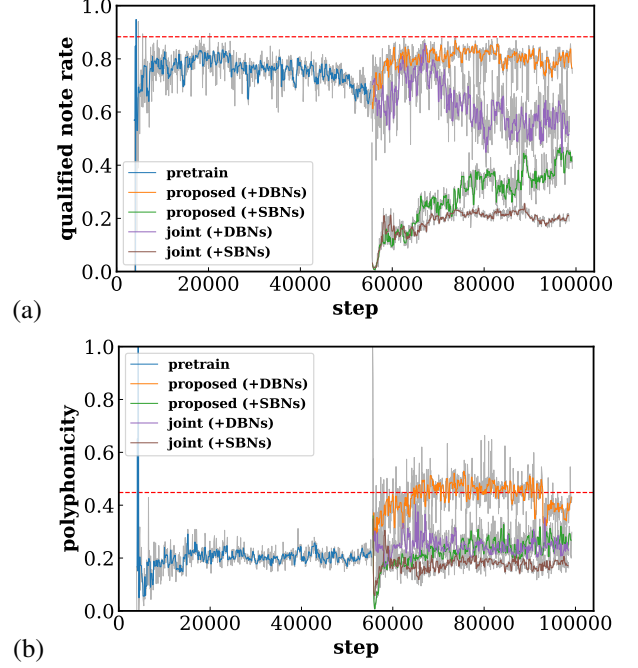 qualified note rate
1.0
0.8
0.6
0.4
0.2
0.0
pretrain
proposed (+DBNs)
proposed (+SBNs)
joint (+DBNs)
joint (+SBNs)
0 20000 40000 60000 80000 100000
step
(a)
polyphonicity
1.0
0.8
0.6
0.4
0.2
0.0
pretrain
proposed (+DBNs)
proposed (+SBNs)
joint (+DBNs)
joint (+SBNs)
0 20000 40000 60000 80000 100000
step
(b)